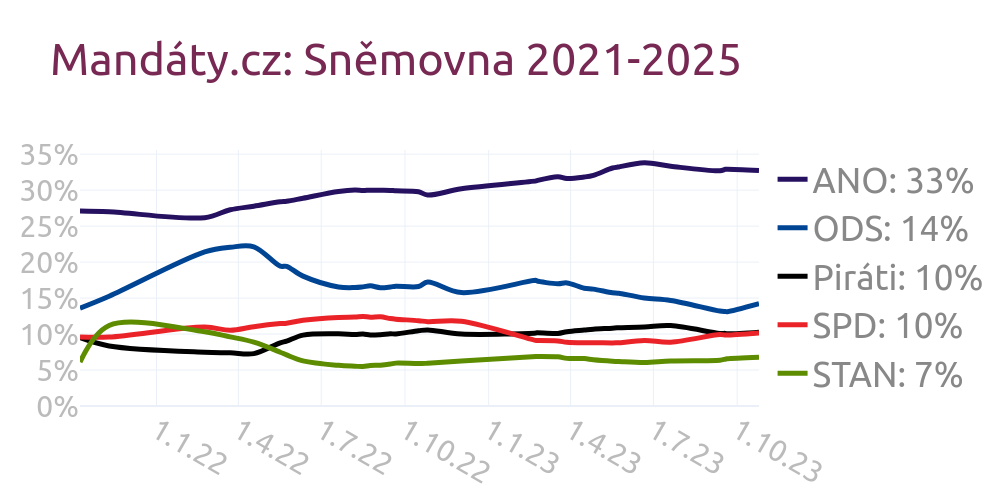 Mandáty.cz: Sněmovna 2021-2025
35%
30%
25%
20%
15%
10%
5%
0%
1.1.22
1.4.22
1.7.22
1.10.22
1.1.23
1.4.23
1.7.23
1.10.23
ANO: 33%
ODS: 14%
Piráti: 10%
SPD: 10%
STAN: 7%